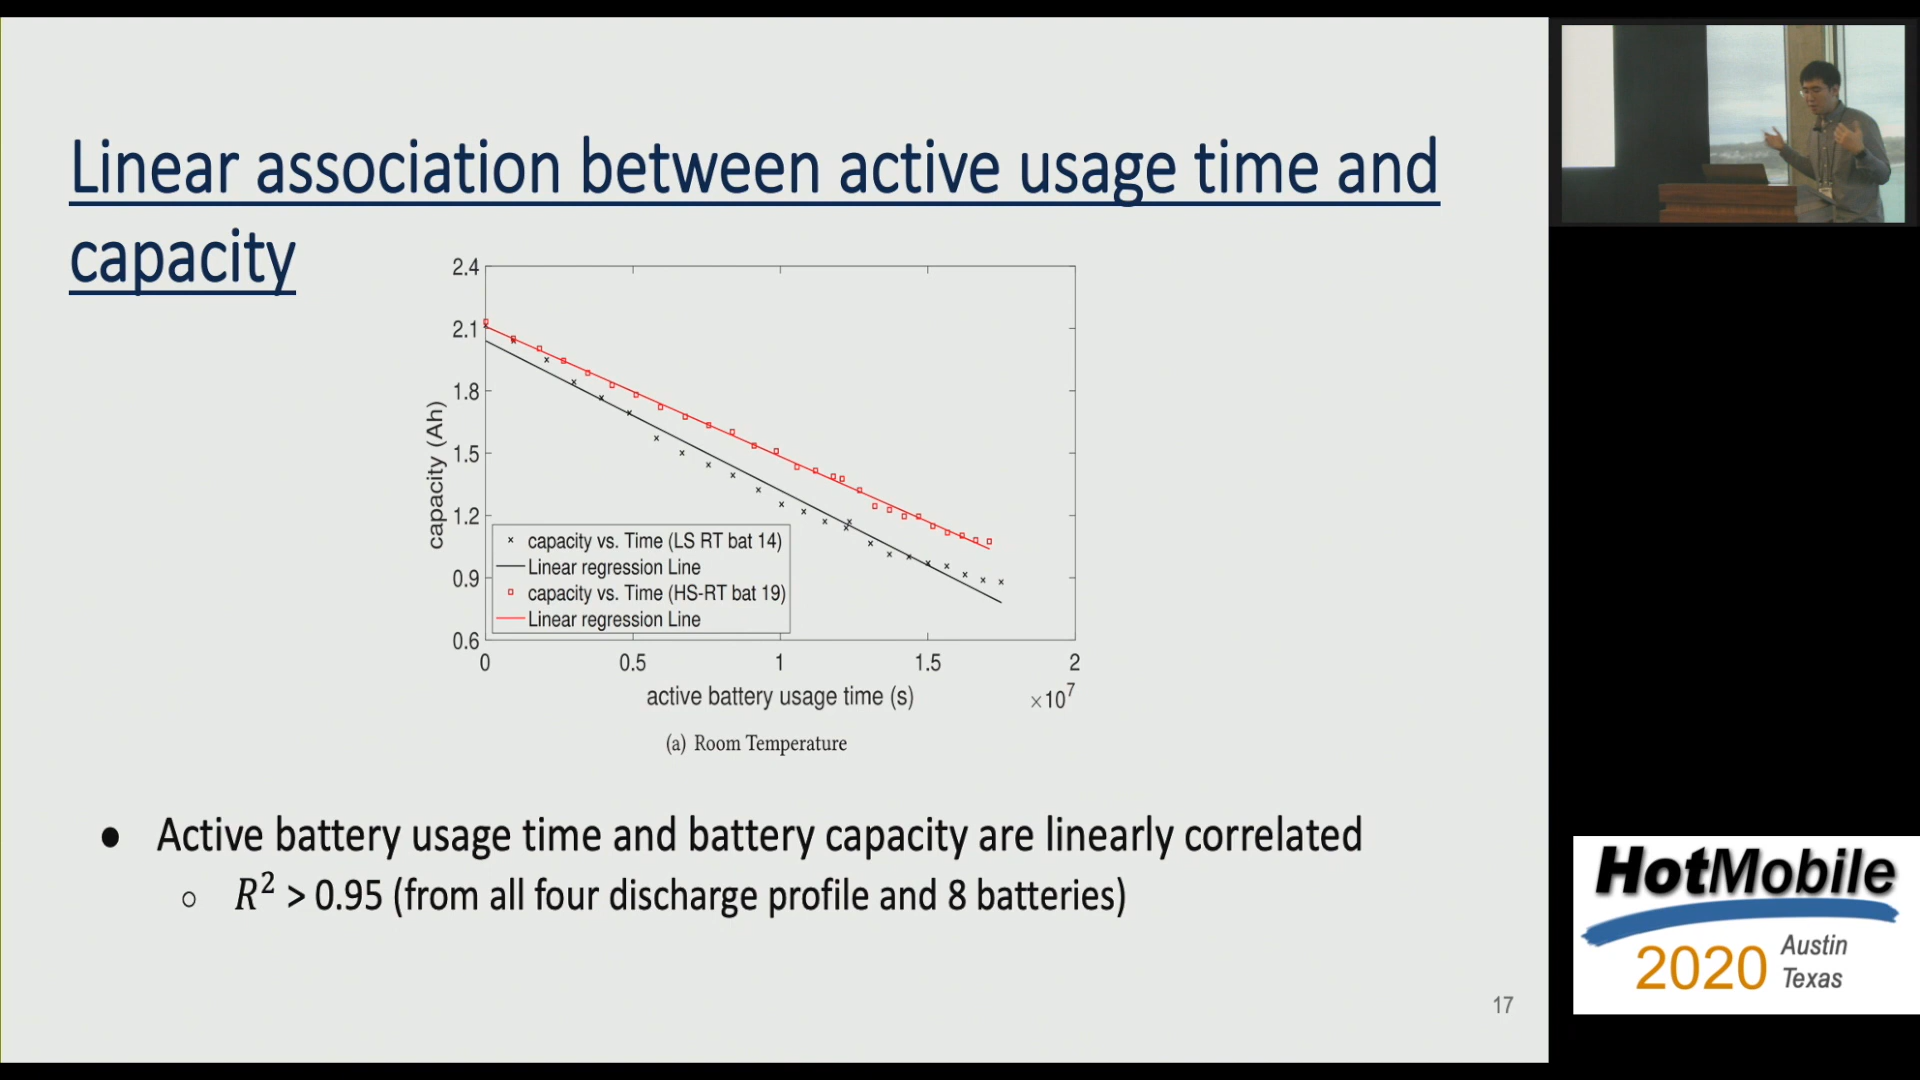 Linear association between active usage time and
capacity
2.4
2.1
1.8
1.5
1.2
0.9
0.6
capacity (Ah)
× capacity vs. Time (LS RT bat 14)
Linear regression Line
capacity vs. Time (HS-RT bat 19)
Linear regression Line
0 0.5 1 1.5 2
active battery usage time (s) ×10⁷
(a) Room Temperature
● Active battery usage time and battery capacity are linearly correlated
○ R² > 0.95 (from all four discharge profile and 8 batteries)
17
HotMobile
2020 Austin
Texas